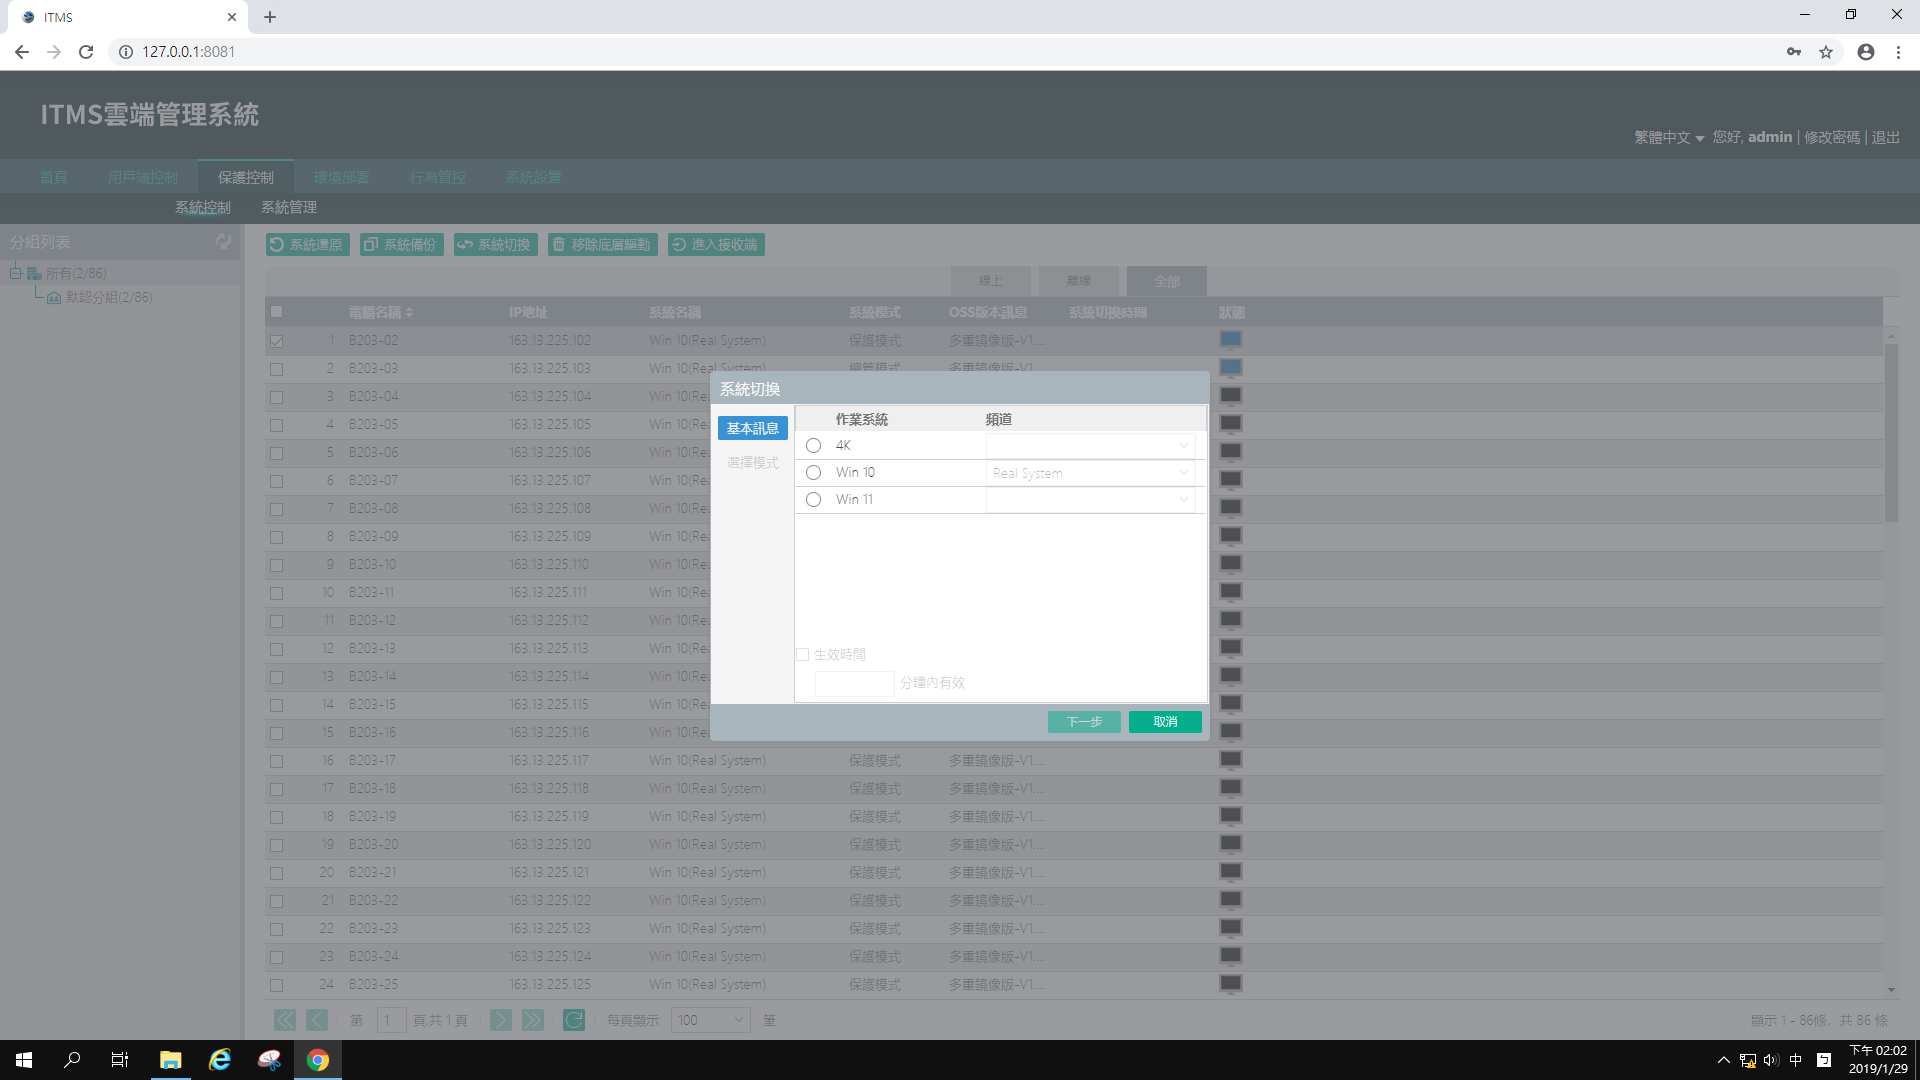 ITMS
127.0.0.1:8081
ITMS雲端管理系統
繁體中文 您好, admin | 修改密碼 | 退出
首頁 用戶端控制 保護控制 環境部署 行為管控 系統設置
系統控制 系統管理
分組列表
所有(2/86)
默認分組(2/86)
系統還原 系統備份 系統切換 移除底層驅動 進入接收端
線上 離線 全部
電腦名稱 IP地址 系統名稱 系統模式 OSS版本訊息 系統切換時間 狀態
1 B203-02 163.13.225.102 Win 10(Real System) 保護模式 多重鏡像版-V1....
2 B203-03 163.13.225.103 Win 10(Real System) 總管模式 多重鏡像版-V1....
3 B203-04 163.13.225.104 Win 10(Re
4 B203-05 163.13.225.105 Win 10(Re
5 B203-06 163.13.225.106 Win 10(Re
6 B203-07 163.13.225.107 Win 10(Re
7 B203-08 163.13.225.108 Win 10(Re
8 B203-09 163.13.225.109 Win 10(Re
9 B203-10 163.13.225.110 Win 10(Re
10 B203-11 163.13.225.111 Win 10(Re
11 B203-12 163.13.225.112 Win 10(Re
12 B203-13 163.13.225.113 Win 10(Re
13 B203-14 163.13.225.114 Win 10(Re
14 B203-15 163.13.225.115 Win 10(Re
15 B203-16 163.13.225.116 Win 10(Re
16 B203-17 163.13.225.117 Win 10(Real System) 保護模式 多重鏡像版-V1....
17 B203-18 163.13.225.118 Win 10(Real System) 保護模式 多重鏡像版-V1....
18 B203-19 163.13.225.119 Win 10(Real System) 保護模式 多重鏡像版-V1....
19 B203-20 163.13.225.120 Win 10(Real System) 保護模式 多重鏡像版-V1....
20 B203-21 163.13.225.121 Win 10(Real System) 保護模式 多重鏡像版-V1....
21 B203-22 163.13.225.122 Win 10(Real System) 保護模式 多重鏡像版-V1....
22 B203-23 163.13.225.123 Win 10(Real System) 保護模式 多重鏡像版-V1....
23 B203-24 163.13.225.124 Win 10(Real System) 保護模式 多重鏡像版-V1....
24 B203-25 163.13.225.125 Win 10(Real System) 保護模式 多重鏡像版-V1....
系統切換
基本訊息
選擇模式
作業系統 頻道
4K
Win 10 Real System
Win 11
生效時間
分鐘內有效
下一步 取消
第 1 頁,共 1 頁 每頁顯示 100 筆
顯示 1 - 86條, 共 86 條
中
下午 02:02
2019/1/29